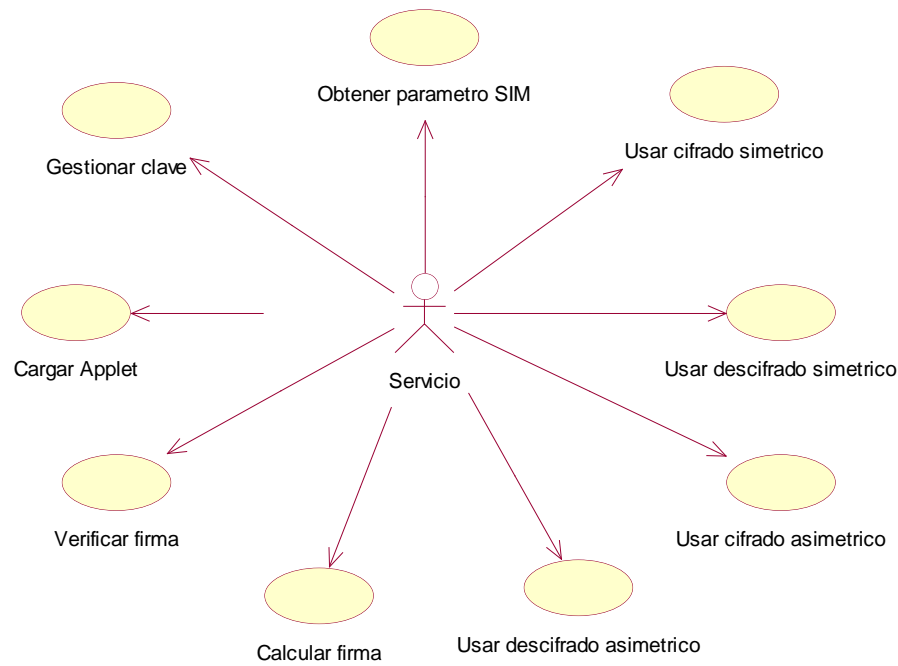 Obtener parametro SIM
Usar cifrado simetrico
Gestionar clave
Cargar Applet
Usar descifrado simetrico
Servicio
Verificar firma
Usar cifrado asimetrico
Calcular firma
Usar descifrado asimetrico